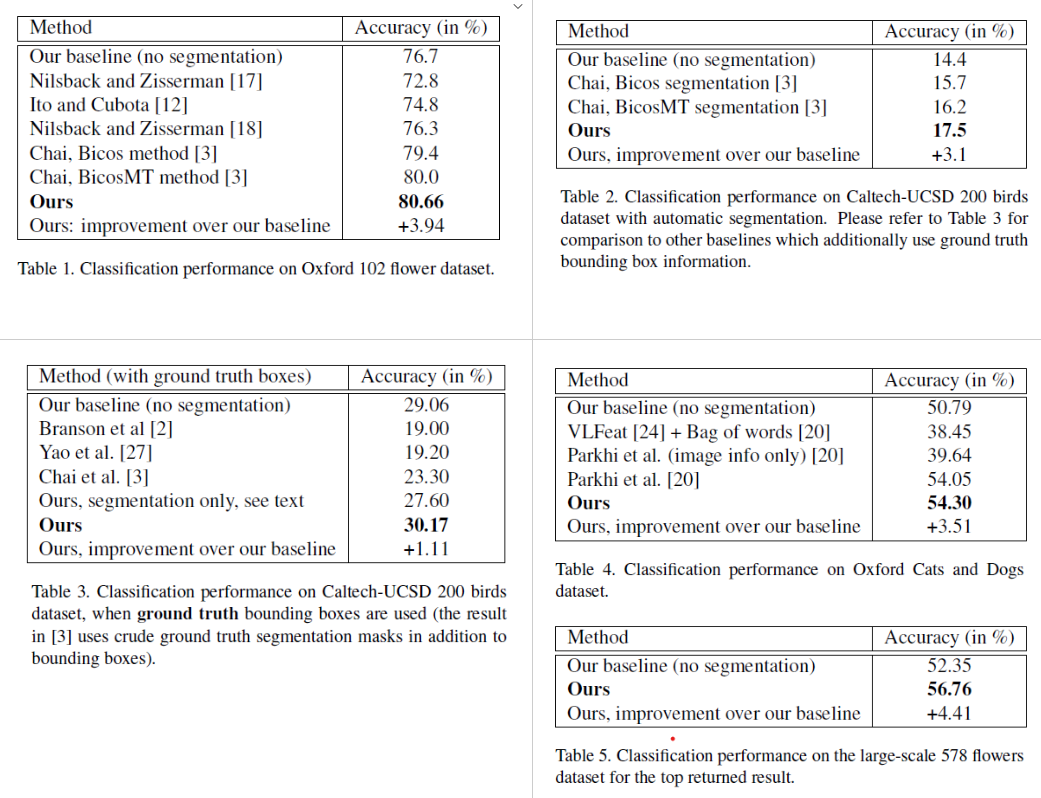 Method Accuracy (in %)
Our baseline (no segmentation) 76.7
Nilsback and Zisserman [17] 72.8
Ito and Cubota [12] 74.8
Nilsback and Zisserman [18] 76.3
Chai, Bicos method [3] 79.4
Chai, BicosMT method [3] 80.0
Ours 80.66
Ours: improvement over our baseline +3.94
Table 1. Classification performance on Oxford 102 flower dataset.
Method Accuracy (in %)
Our baseline (no segmentation) 14.4
Chai, Bicos segmentation [3] 15.7
Chai, BicosMT segmentation [3] 16.2
Ours 17.5
Ours, improvement over our baseline +3.1
Table 2. Classification performance on Caltech-UCSD 200 birds
dataset with automatic segmentation. Please refer to Table 3 for
comparison to other baselines which additionally use ground truth
bounding box information.
Method (with ground truth boxes) Accuracy (in %)
Our baseline (no segmentation) 29.06
Branson et al [2] 19.00
Yao et al. [27] 19.20
Chai et al. [3] 23.30
Ours, segmentation only, see text 27.60
Ours 30.17
Ours, improvement over our baseline +1.11
Table 3. Classification performance on Caltech-UCSD 200 birds
dataset, when ground truth bounding boxes are used (the result
in [3] uses crude ground truth segmentation masks in addition to
bounding boxes).
Method Accuracy (in %)
Our baseline (no segmentation) 50.79
VLFeat [24] + Bag of words [20] 38.45
Parkhi et al. (image info only) [20] 39.64
Parkhi et al. [20] 54.05
Ours 54.30
Ours, improvement over our baseline +3.51
Table 4. Classification performance on Oxford Cats and Dogs
dataset.
Method Accuracy (in %)
Our baseline (no segmentation) 52.35
Ours 56.76
Ours, improvement over our baseline +4.41
Table 5. Classification performance on the large-scale 578 flowers
dataset for the top returned result.